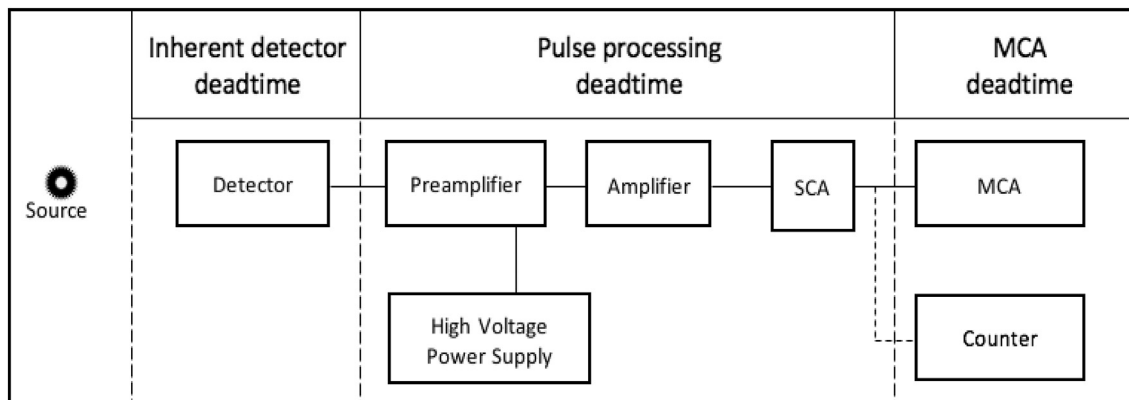 Inherent detector
deadtime
Pulse processing
deadtime
MCA
deadtime
Source
Detector
Preamplifier
Amplifier
SCA
MCA
High Voltage
Power Supply
Counter